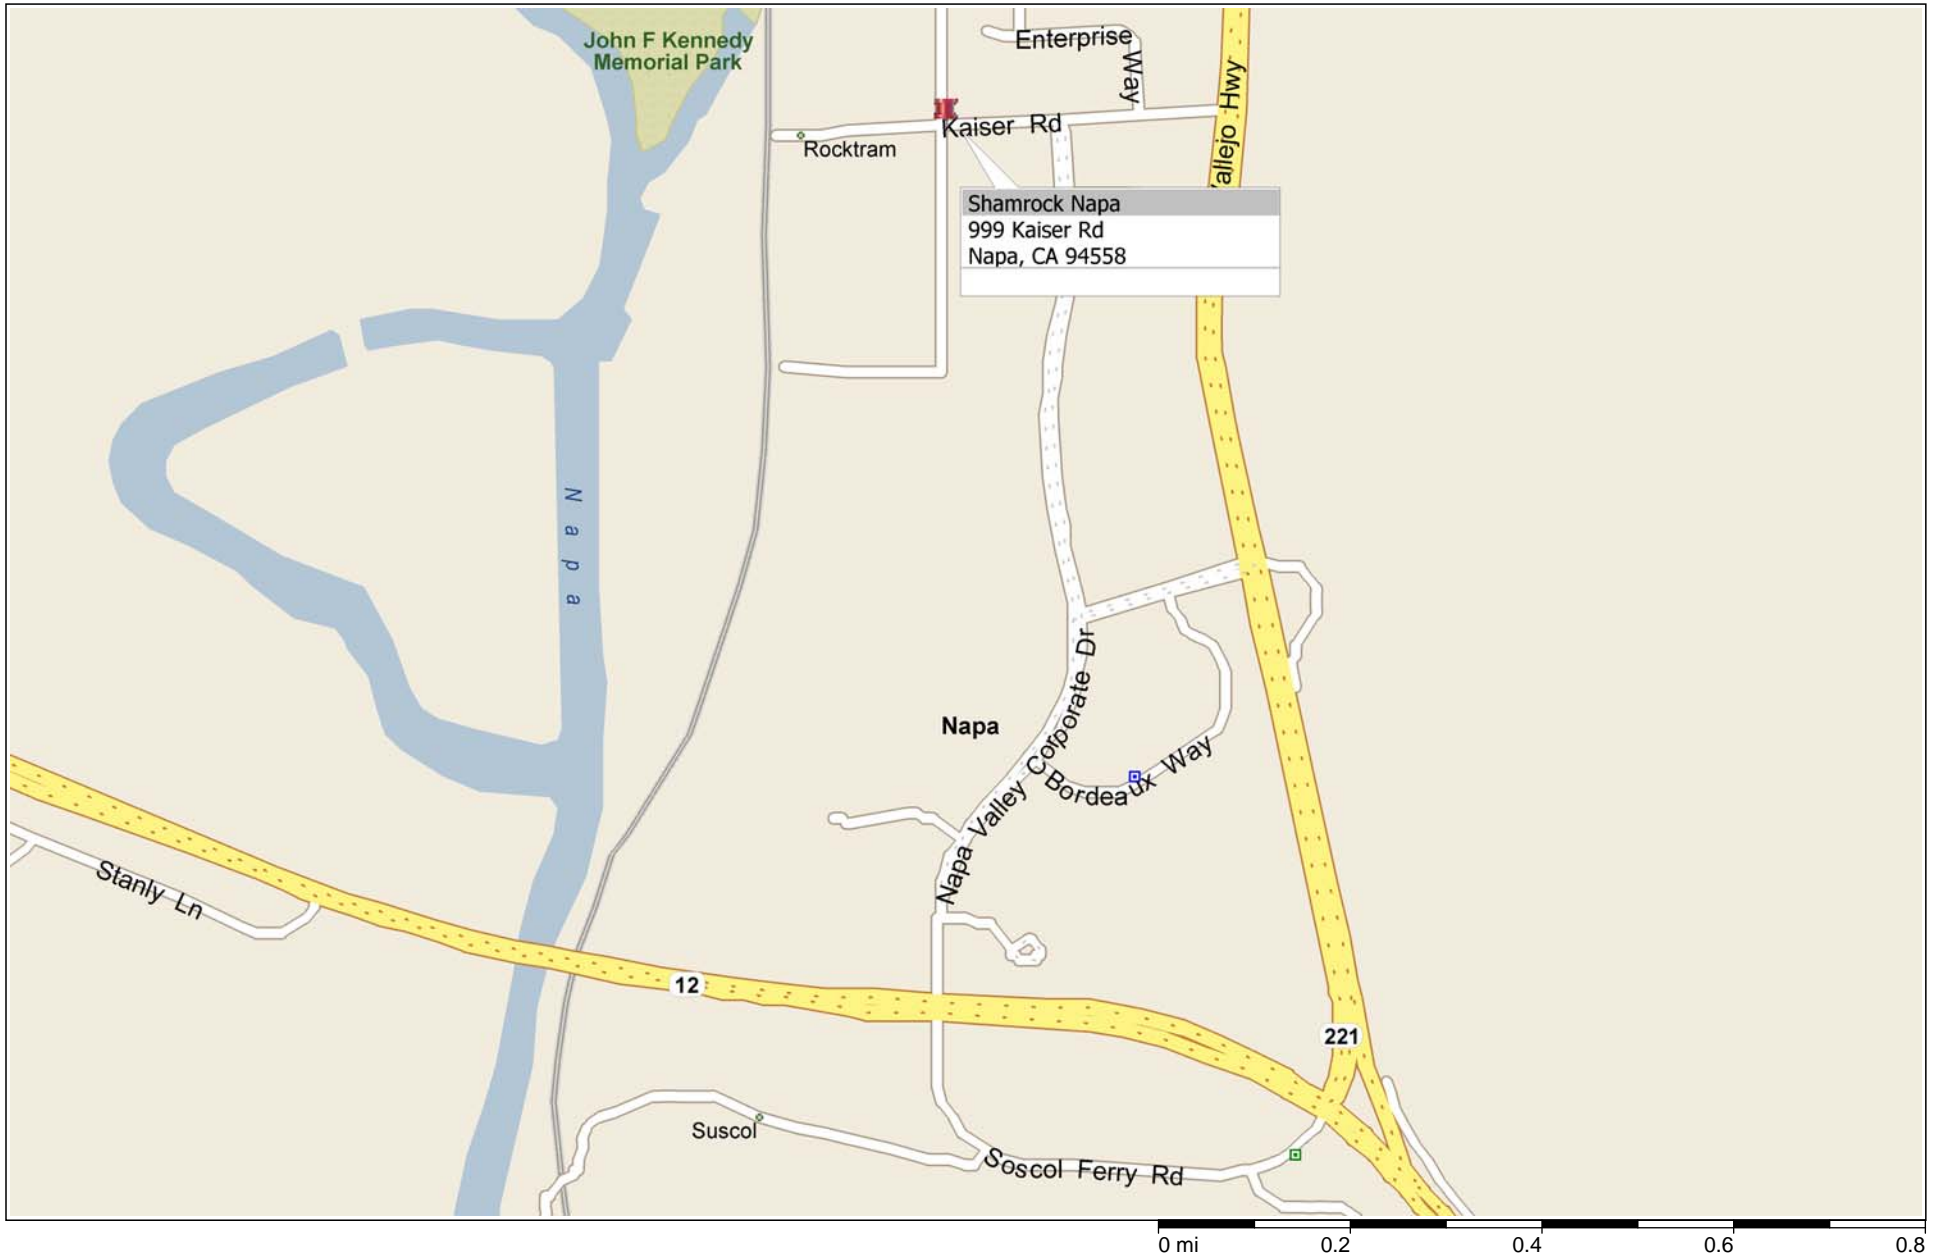 John F Kennedy
Memorial Park
Enterprise
Way
Vallejo Hwy
Kaiser Rd
Rocktram
Shamrock Napa
999 Kaiser Rd
Napa, CA 94558
Napa
Napa Valley Corporate Dr
Napa
Bordeaux Way
Stanly Ln
12
221
Suscol
Soscol Ferry Rd
0 mi 0.2 0.4 0.6 0.8